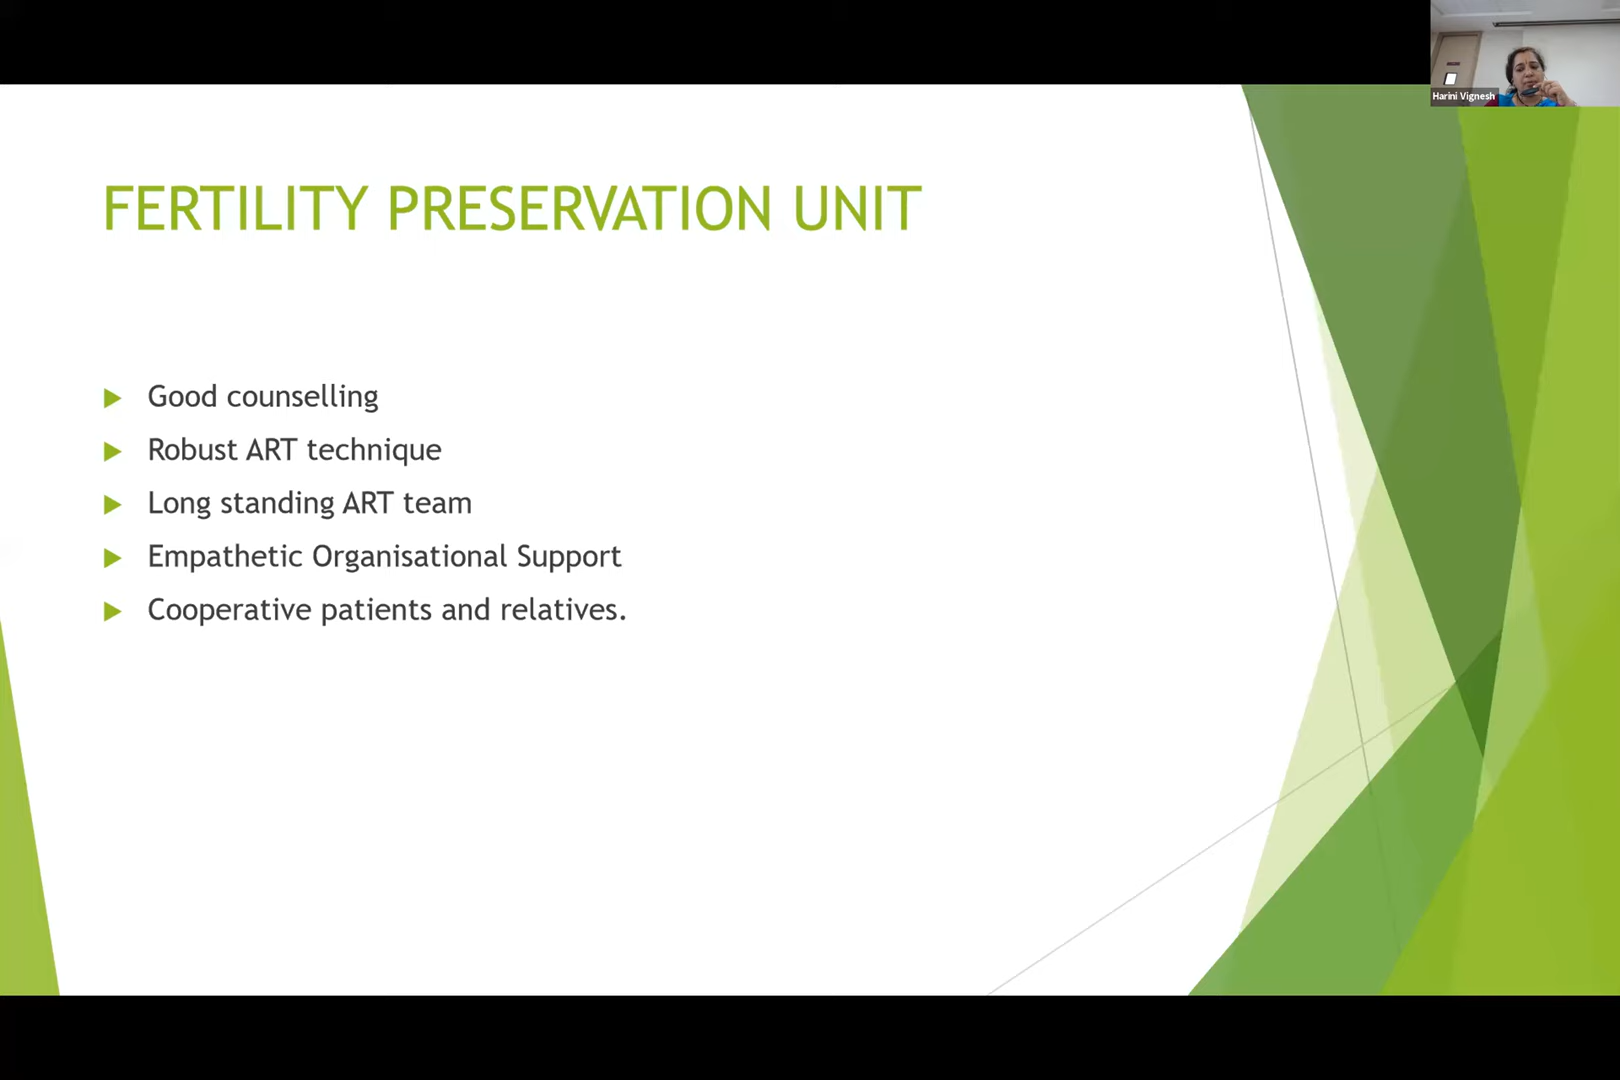 Harini Vignesh
FERTILITY PRESERVATION UNIT
Good counselling
Robust ART technique
Long standing ART team
Empathetic Organisational Support
Cooperative patients and relatives.